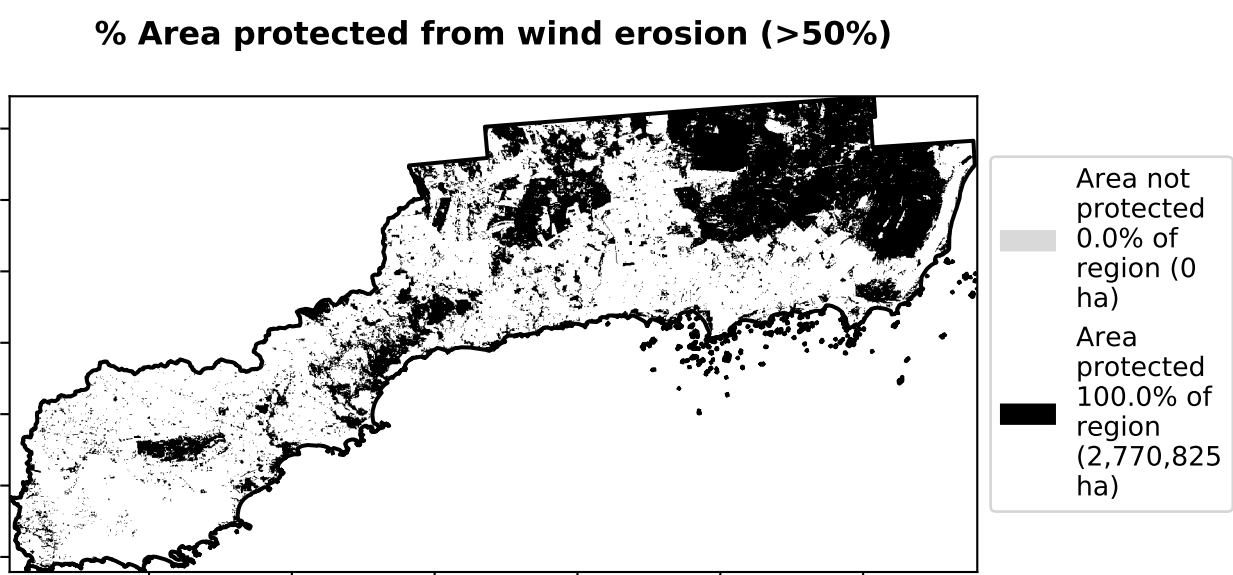 % Area protected from wind erosion (>50%)
Area not
protected
0.0% of
region (0
ha)
Area
protected
100.0% of
region
(2,770,825
ha)